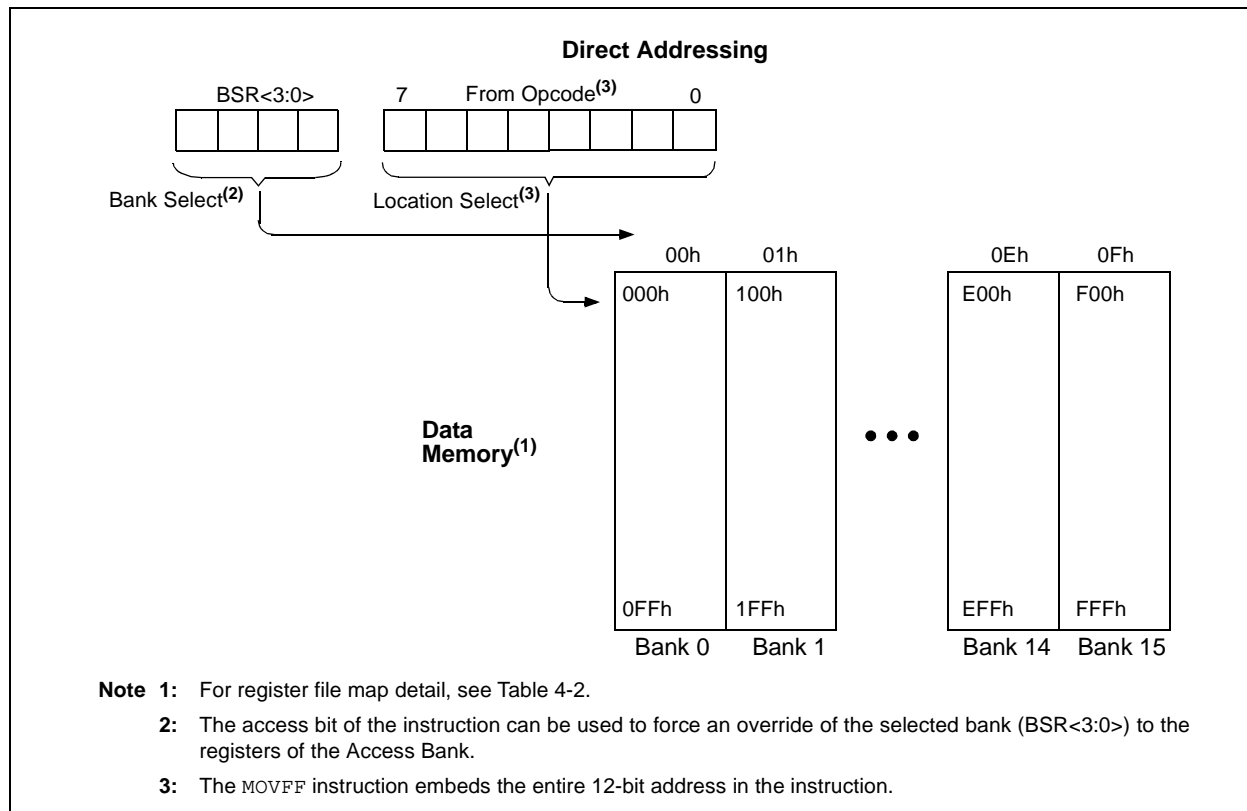 Direct Addressing
BSR<3:0>
7 From Opcode(3) 0
Bank Select(2) Location Select(3)
00h 01h 0Eh 0Fh
000h 100h E00h F00h
Data
Memory(1)
0FFh 1FFh EFFh FFFh
Bank 0 Bank 1 Bank 14 Bank 15
Note 1: For register file map detail, see Table 4-2.
2: The access bit of the instruction can be used to force an override of the selected bank (BSR<3:0>) to the
registers of the Access Bank.
3: The MOVFF instruction embeds the entire 12-bit address in the instruction.